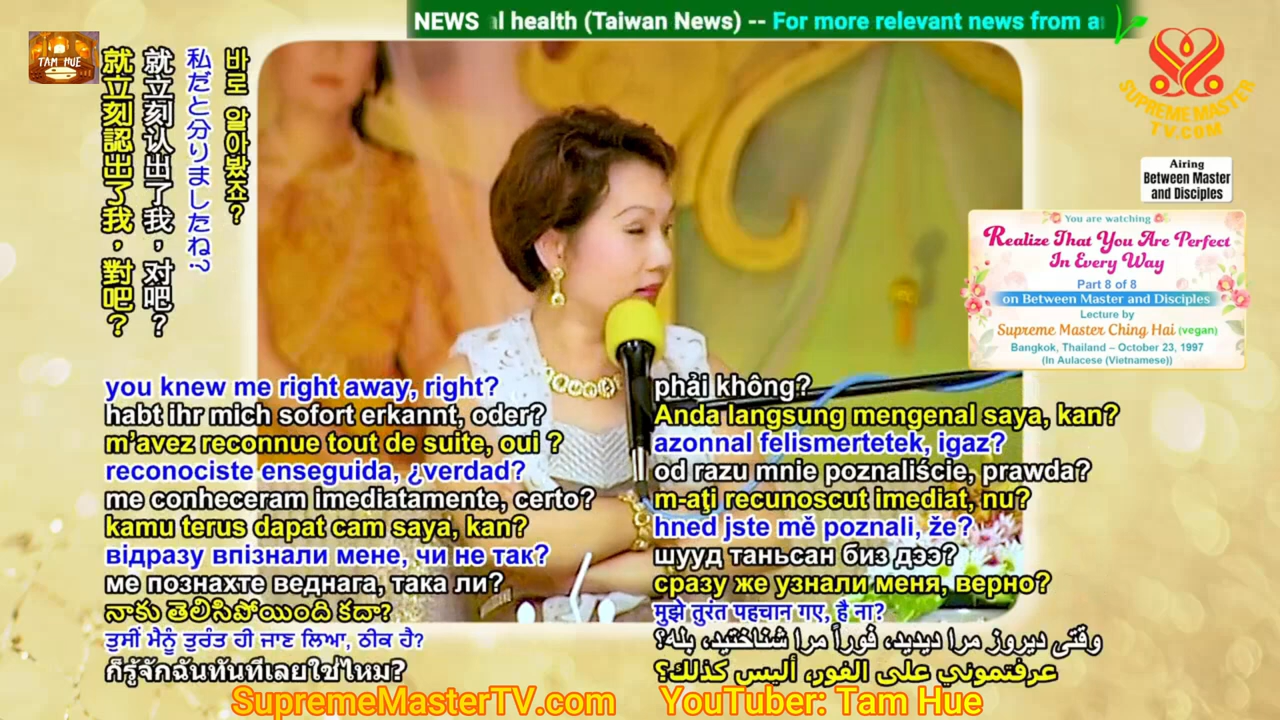 NEWS al health (Taiwan News) -- For more relevant news from a
TAM HUE
SUPREME MASTER
TV.COM
Airing
Between Master
and Disciples
You are watching
Realize That You Are Perfect
In Every Way
Part 8 of 8
on Between Master and Disciples
Lecture by
Supreme Master Ching Hai (vegan)
Bangkok, Thailand – October 23, 1997
(In Aulacese (Vietnamese))
바로 알아봤죠?
私だと分りましたね?
就立刻认出了我，对吧？
就立刻認出了我，對吧？
you knew me right away, right?
habt ihr mich sofort erkannt, oder?
m’avez reconnue tout de suite, oui ?
reconociste enseguida, ¿verdad?
me conheceram imediatamente, certo?
kamu terus dapat cam saya, kan?
відразу впізнали мене, чи не так?
ме познахте веднага, така ли?
నాకు తెలిసిపోయింది కదా?
ਤੁਸੀਂ ਮੈਨੂੰ ਤੁਰੰਤ ਹੀ ਜਾਣ ਲਿਆ, ਠੀਕ ਹੈ?
ก็รู้จักฉันทันทีเลยใช่ไหม?
phải không?
Anda langsung mengenal saya, kan?
azonnal felismertetek, igaz?
od razu mnie poznaliście, prawda?
m-aţi recunoscut imediat, nu?
hned jste mě poznali, že?
шууд таньсан биз дээ?
сразу же узнали меня, верно?
मुझे तुरंत पहचान गए, है ना?
وقتی دیروز مرا دیدید، فوراً مرا شناختید، بله؟
عرفتموني على الفور، أليس كذلك؟
SupremeMasterTV.com YouTuber: Tam Hue